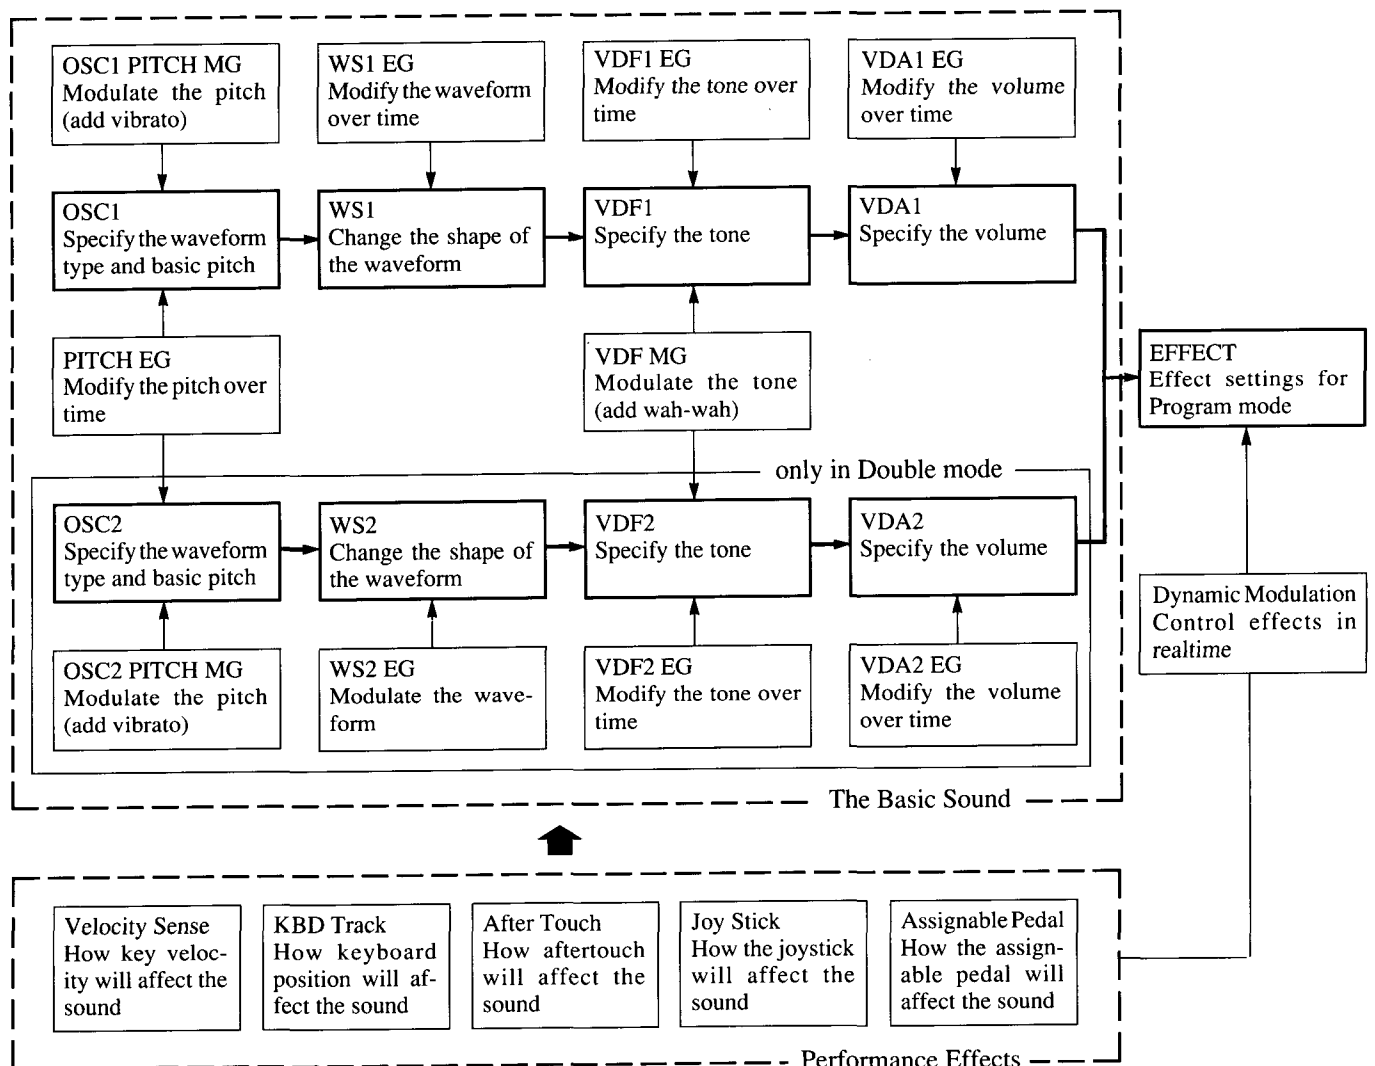 OSC1 PITCH MG
Modulate the pitch
(add vibrato)
WS1 EG
Modify the waveform
over time
VDF1 EG
Modify the tone over
time
VDA1 EG
Modify the volume
over time
OSC1
Specify the waveform
type and basic pitch
WS1
Change the shape of
the waveform
VDF1
Specify the tone
VDA1
Specify the volume
PITCH EG
Modify the pitch over
time
VDF MG
Modulate the tone
(add wah-wah)
EFFECT
Effect settings for
Program mode
only in Double mode
OSC2
Specify the waveform
type and basic pitch
WS2
Change the shape of
the waveform
VDF2
Specify the tone
VDA2
Specify the volume
Dynamic Modulation
Control effects in
realtime
OSC2 PITCH MG
Modulate the pitch
(add vibrato)
WS2 EG
Modulate the wave-
form
VDF2 EG
Modify the tone over
time
VDA2 EG
Modify the volume
over time
The Basic Sound
Velocity Sense
How key veloc-
ity will affect the
sound
KBD Track
How keyboard
position will af-
fect the sound
After Touch
How aftertouch
will affect the
sound
Joy Stick
How the joystick
will affect the
sound
Assignable Pedal
How the assign-
able pedal will
affect the sound
Performance Effects